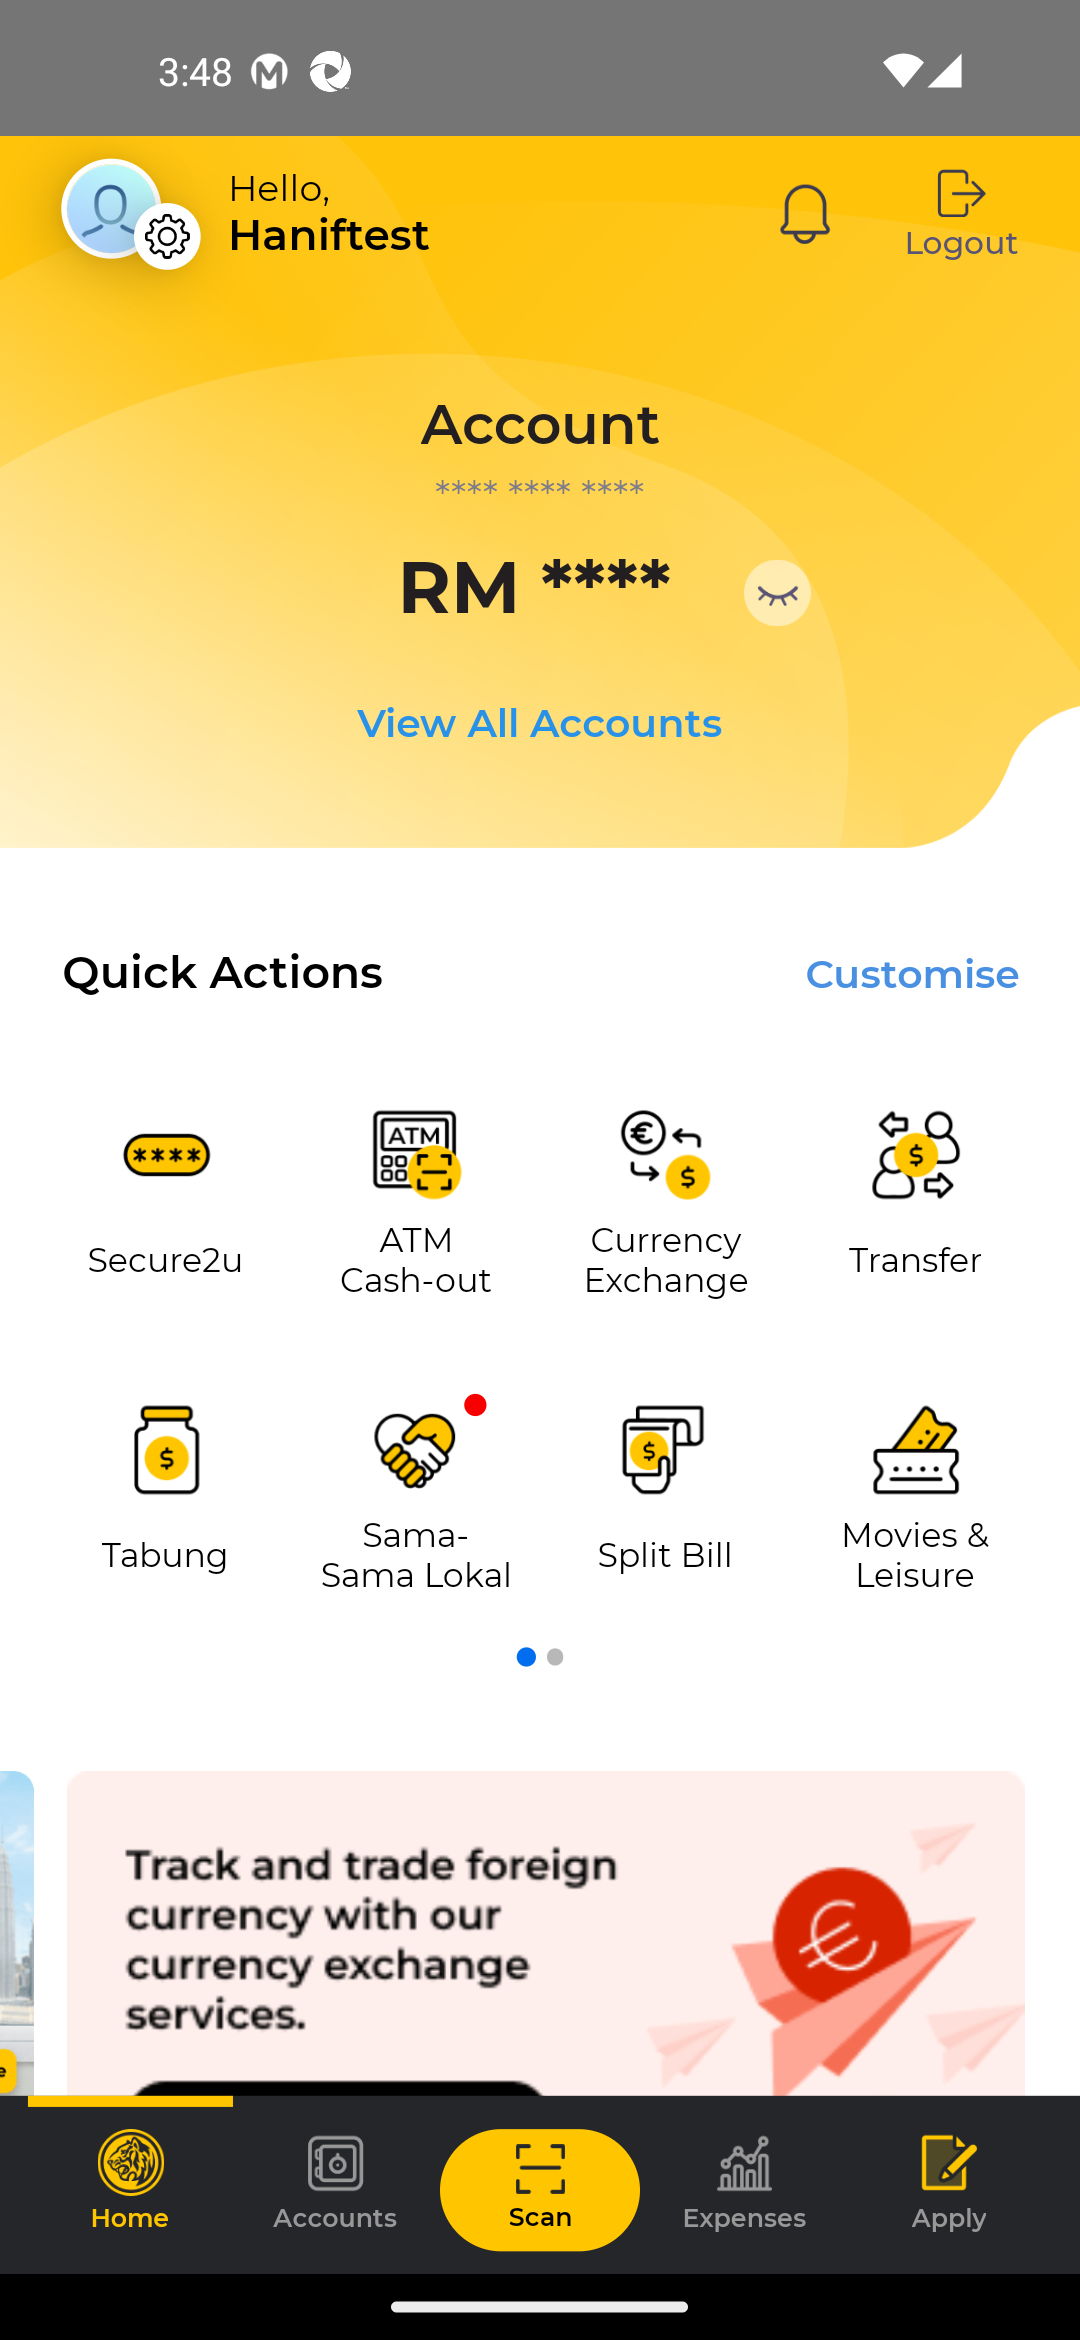 3:48
Hello,
Haniftest
Logout
Account
**** **** ****
RM ****
View All Accounts
Quick Actions
Customise
****
ATM
€
$
$
Secure2u
ATM
Cash-out
Currency
Exchange
Transfer
$
$
Tabung
Sama-
Sama Lokal
Split Bill
Movies &
Leisure
Track and trade foreign
currency with our
currency exchange
services.
€
e
Home
Accounts
Scan
Expenses
Apply